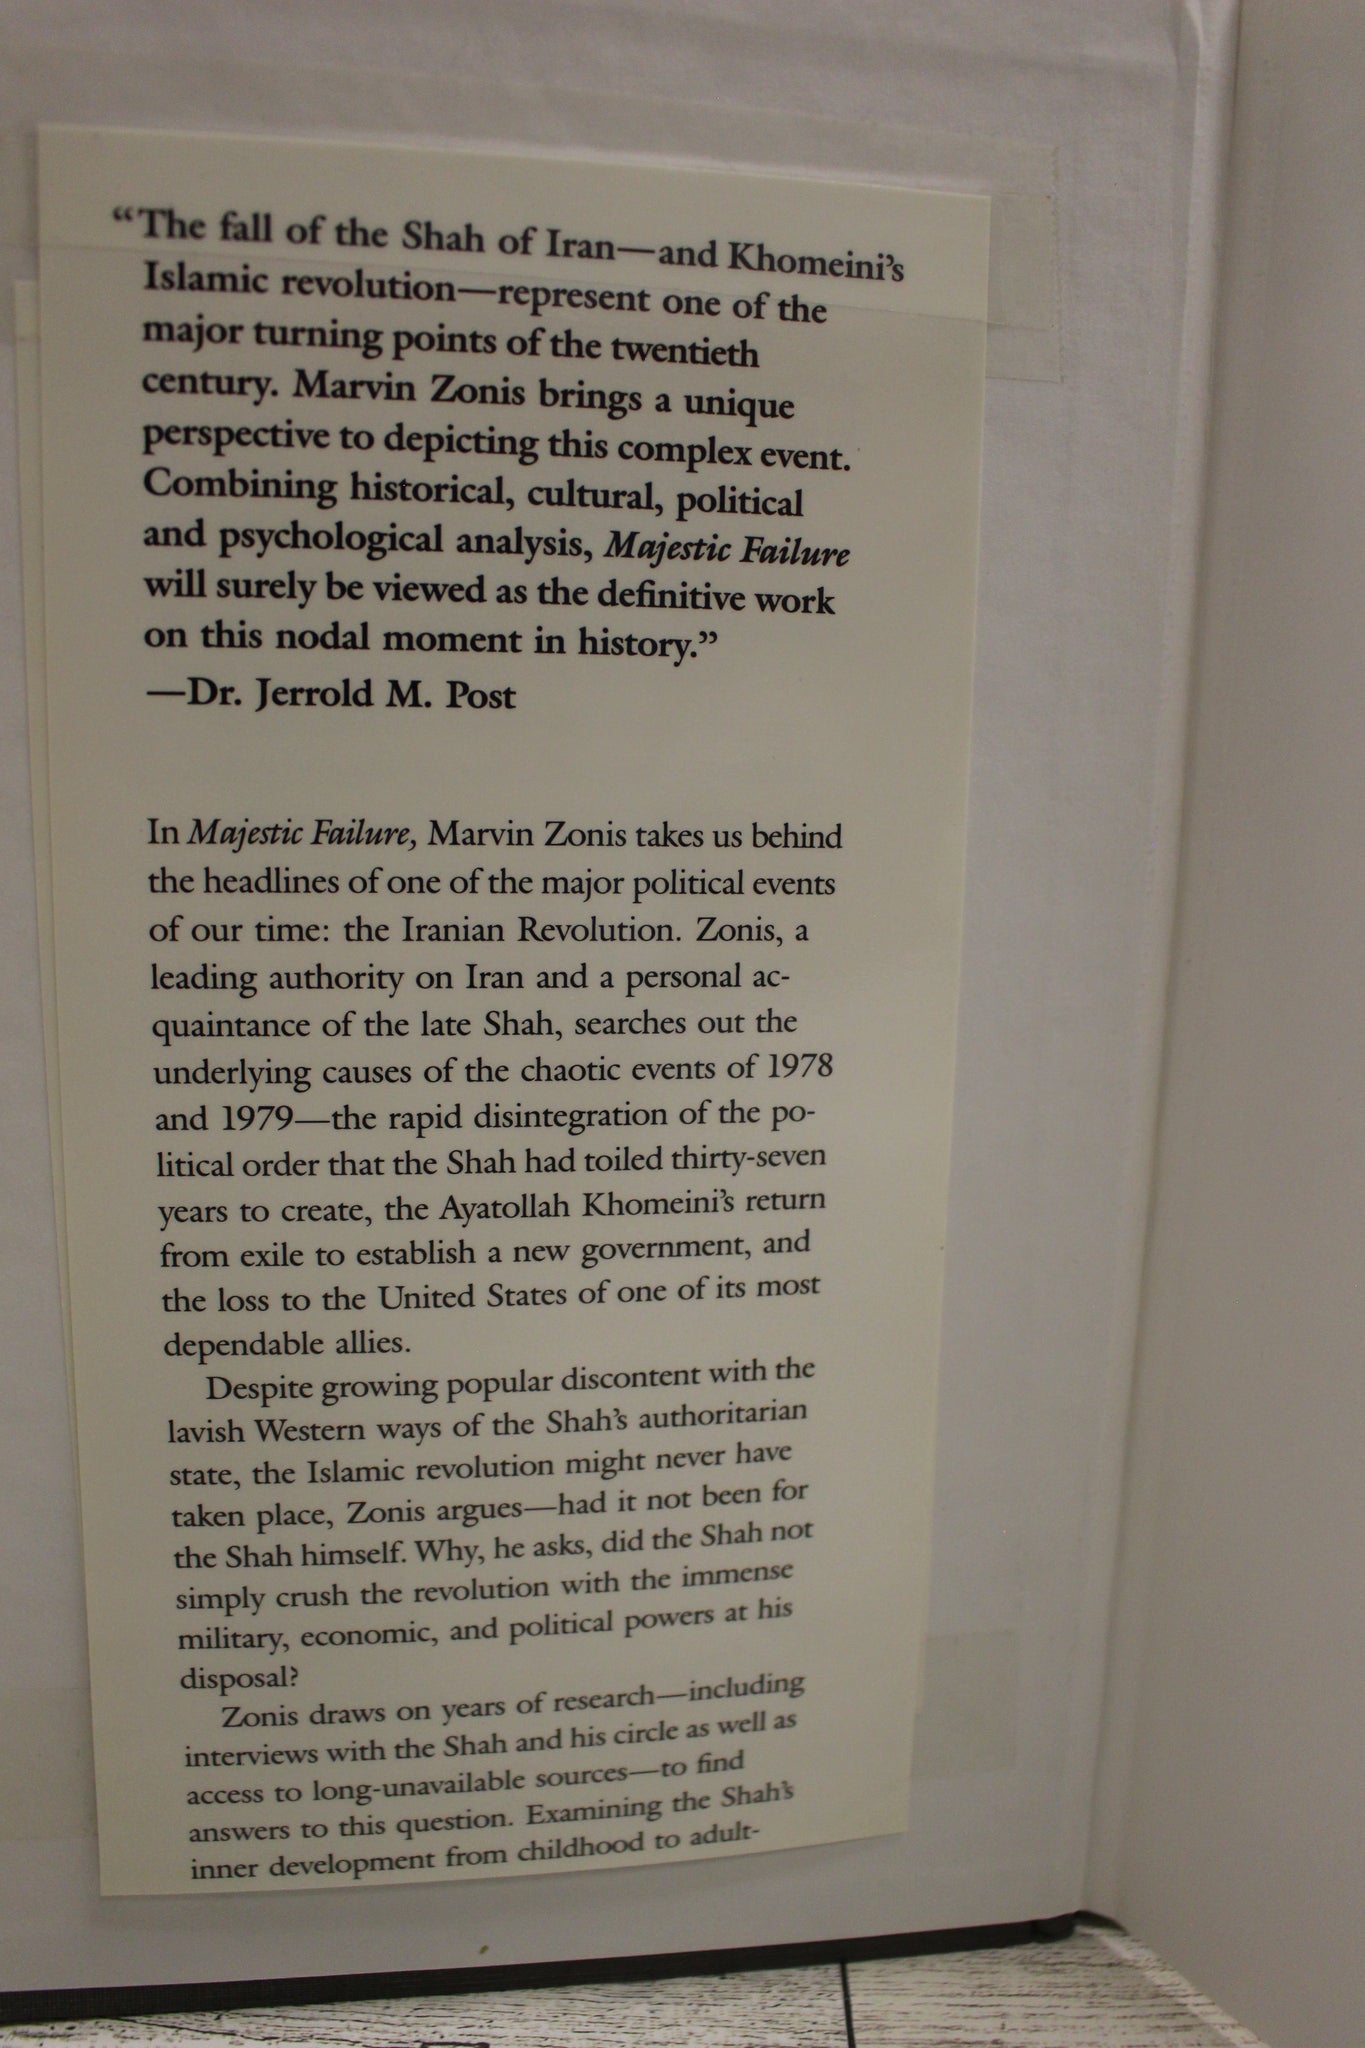 “The fall of the Shah of Iran—and Khomeini’s
Islamic revolution—represent one of the
major turning points of the twentieth
century. Marvin Zonis brings a unique
perspective to depicting this complex event.
Combining historical, cultural, political
and psychological analysis, Majestic Failure
will surely be viewed as the definitive work
on this nodal moment in history.”
—Dr. Jerrold M. Post
In Majestic Failure, Marvin Zonis takes us behind
the headlines of one of the major political events
of our time: the Iranian Revolution. Zonis, a
leading authority on Iran and a personal ac-
quaintance of the late Shah, searches out the
underlying causes of the chaotic events of 1978
and 1979—the rapid disintegration of the po-
litical order that the Shah had toiled thirty-seven
years to create, the Ayatollah Khomeini’s return
from exile to establish a new government, and
the loss to the United States of one of its most
dependable allies.
Despite growing popular discontent with the
lavish Western ways of the Shah’s authoritarian
state, the Islamic revolution might never have
taken place, Zonis argues—had it not been for
the Shah himself. Why, he asks, did the Shah not
simply crush the revolution with the immense
military, economic, and political powers at his
disposal?
Zonis draws on years of research—including
interviews with the Shah and his circle as well as
access to long-unavailable sources—to find
answers to this question. Examining the Shah’s
inner development from childhood to adult-